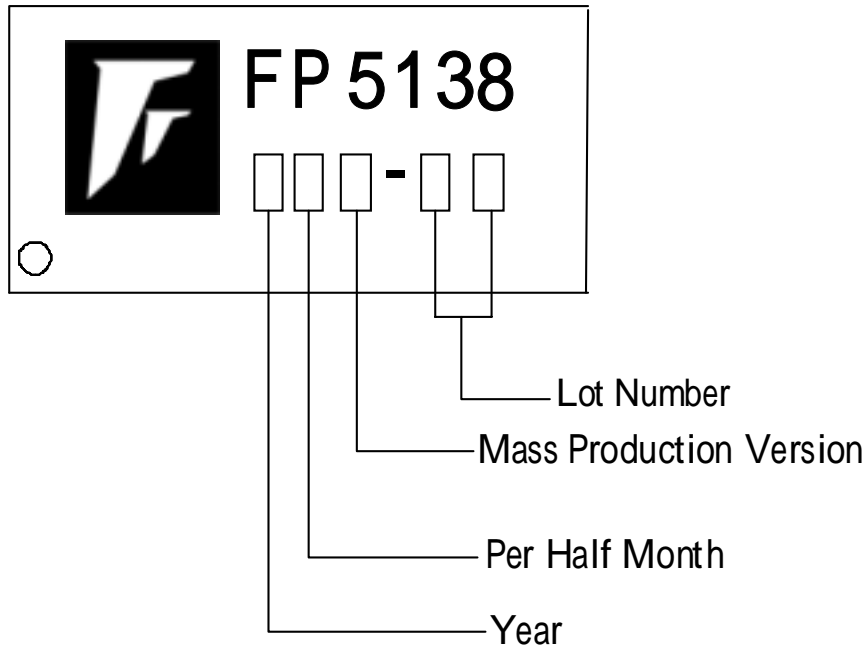 FP5138
-
Lot Number
Mass Production Version
Per Half Month
Year